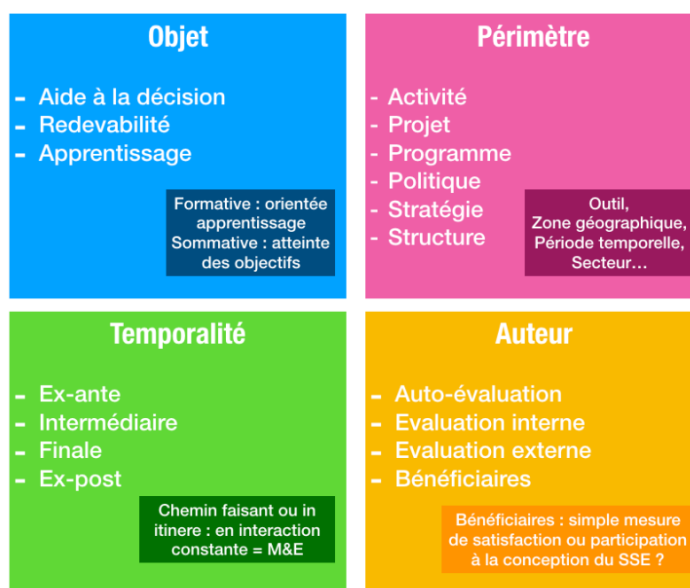 Objet
- Aide à la décision
- Redevabilité
- Apprentissage
Formative : orientée
apprentissage
Sommative : atteinte
des objectifs
Périmètre
- Activité
- Projet
- Programme
- Politique
- Stratégie
- Structure
Outil,
Zone géographique,
Période temporelle,
Secteur…
Temporalité
- Ex-ante
- Intermédiaire
- Finale
- Ex-post
Chemin faisant ou in
itinere : en interaction
constante = M&E
Auteur
- Auto-évaluation
- Evaluation interne
- Evaluation externe
- Bénéficiaires
Bénéficiaires : simple mesure
de satisfaction ou participation
à la conception du SSE ?